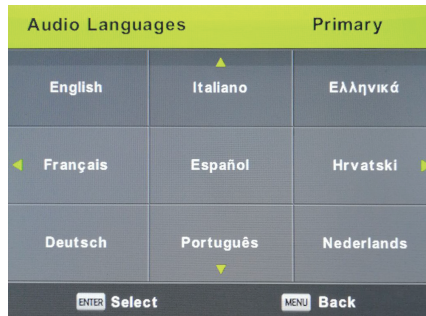 Audio Languages Primary
English Italiano Ελληνικά
Français Español Hrvatski
Deutsch Português Nederlands
ENTER Select MENU Back